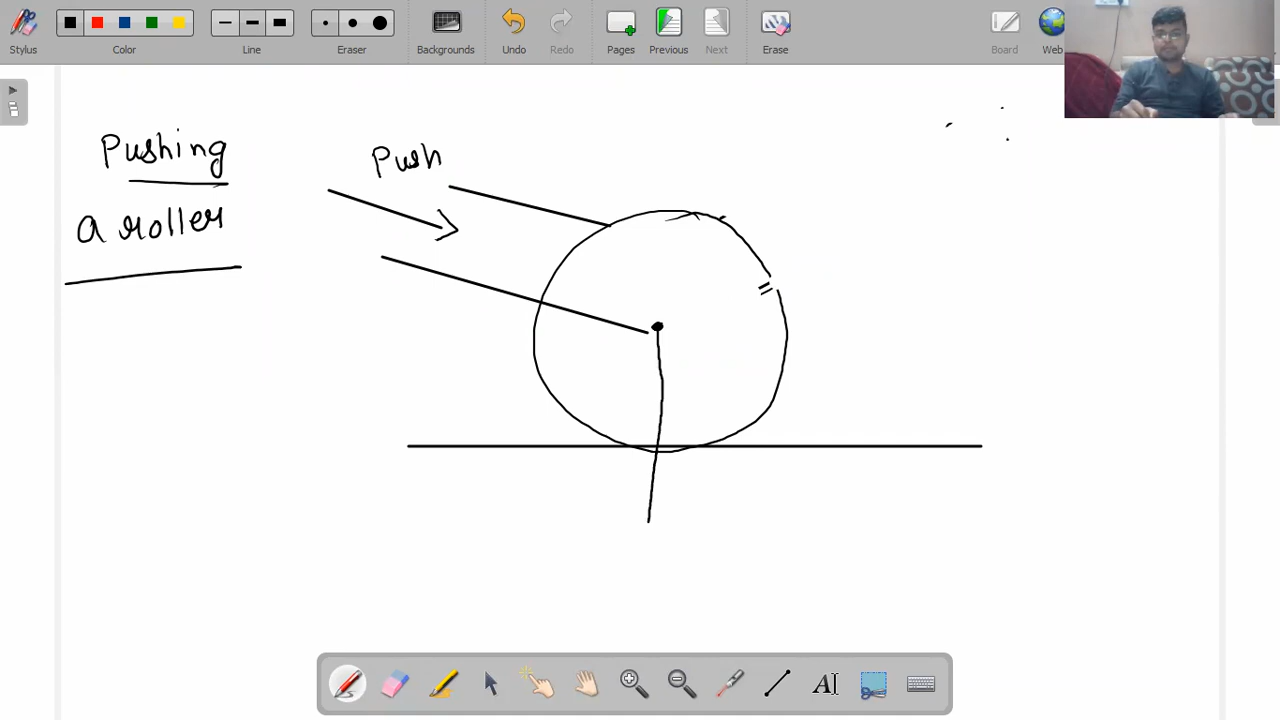 Stylus
Color
Line
Eraser
Backgrounds
Undo
Redo
Pages
Previous
Next
Erase
Board
Web
Pushing
a roller
Push
A